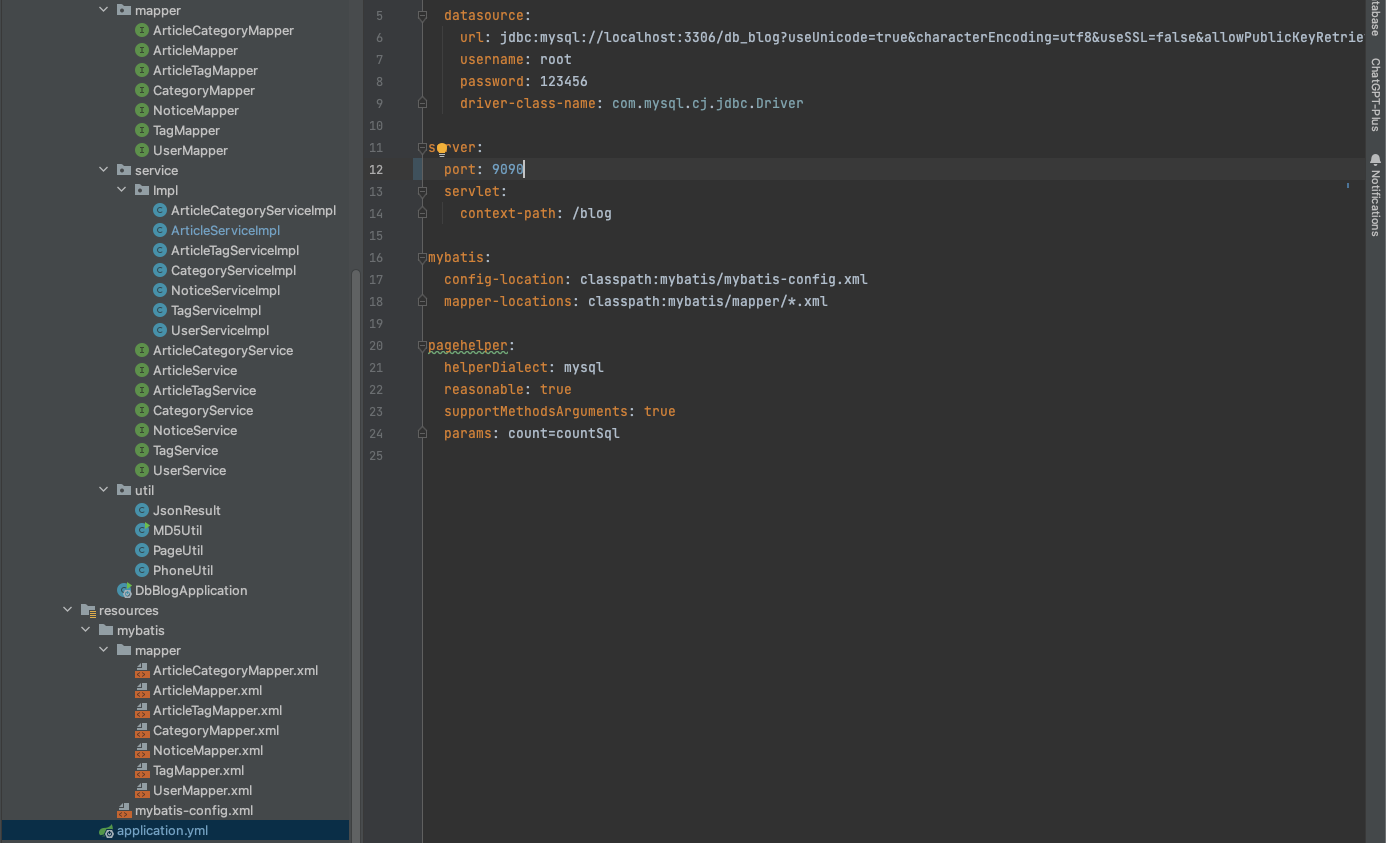 mapper
ArticleCategoryMapper
ArticleMapper
ArticleTagMapper
CategoryMapper
NoticeMapper
TagMapper
UserMapper
service
Impl
ArticleCategoryServiceImpl
ArticleServiceImpl
ArticleTagServiceImpl
CategoryServiceImpl
NoticeServiceImpl
TagServiceImpl
UserServiceImpl
ArticleCategoryService
ArticleService
ArticleTagService
CategoryService
NoticeService
TagService
UserService
util
JsonResult
MD5Util
PageUtil
PhoneUtil
DbBlogApplication
resources
mybatis
mapper
ArticleCategoryMapper.xml
ArticleMapper.xml
ArticleTagMapper.xml
CategoryMapper.xml
NoticeMapper.xml
TagMapper.xml
UserMapper.xml
mybatis-config.xml
application.yml
5 datasource:
6 url: jdbc:mysql://localhost:3306/db_blog?useUnicode=true&characterEncoding=utf8&useSSL=false&allowPublicKeyRetrie
7 username: root
8 password: 123456
9 driver-class-name: com.mysql.cj.jdbc.Driver
10
11 server:
12 port: 9090
13 servlet:
14 context-path: /blog
15
16 mybatis:
17 config-location: classpath:mybatis/mybatis-config.xml
18 mapper-locations: classpath:mybatis/mapper/*.xml
19
20 pagehelper:
21 helperDialect: mysql
22 reasonable: true
23 supportMethodsArguments: true
24 params: count=countSql
25
tabase
ChatGPT-Plus
Notifications